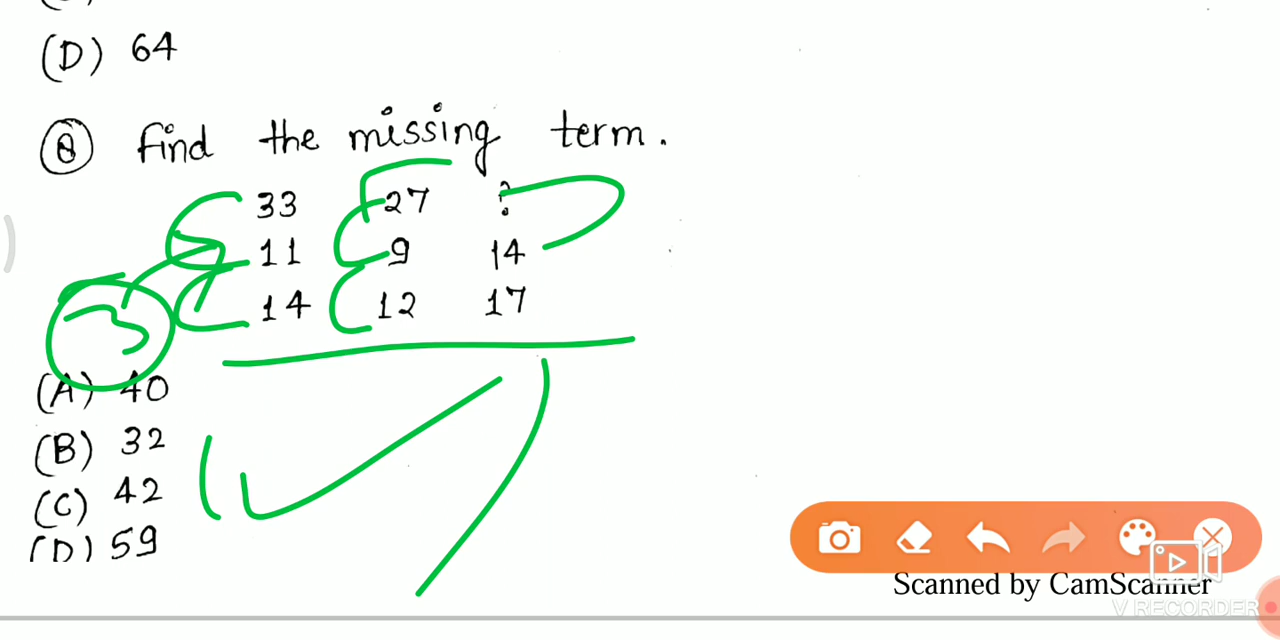 (D) 64
Q find the missing term.
33 27 ?
11 9 14
14 12 17
3
(A) 40
(B) 32
(C) 42
(D) 59
Scanned by CamScanner
V RECORDER